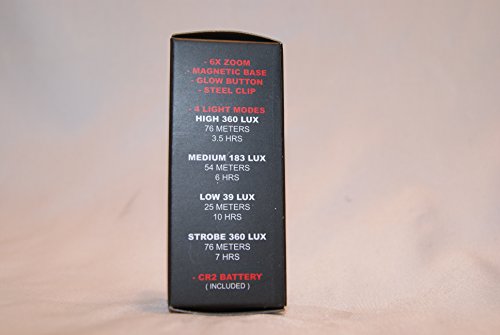 - 6X ZOOM
- MAGNETIC BASE
- GLOW BUTTON
- STEEL CLIP
- 4 LIGHT MODES
HIGH 360 LUX
76 METERS
3.5 HRS
MEDIUM 183 LUX
54 METERS
6 HRS
LOW 39 LUX
25 METERS
10 HRS
STROBE 360 LUX
76 METERS
7 HRS
- CR2 BATTERY
( INCLUDED )